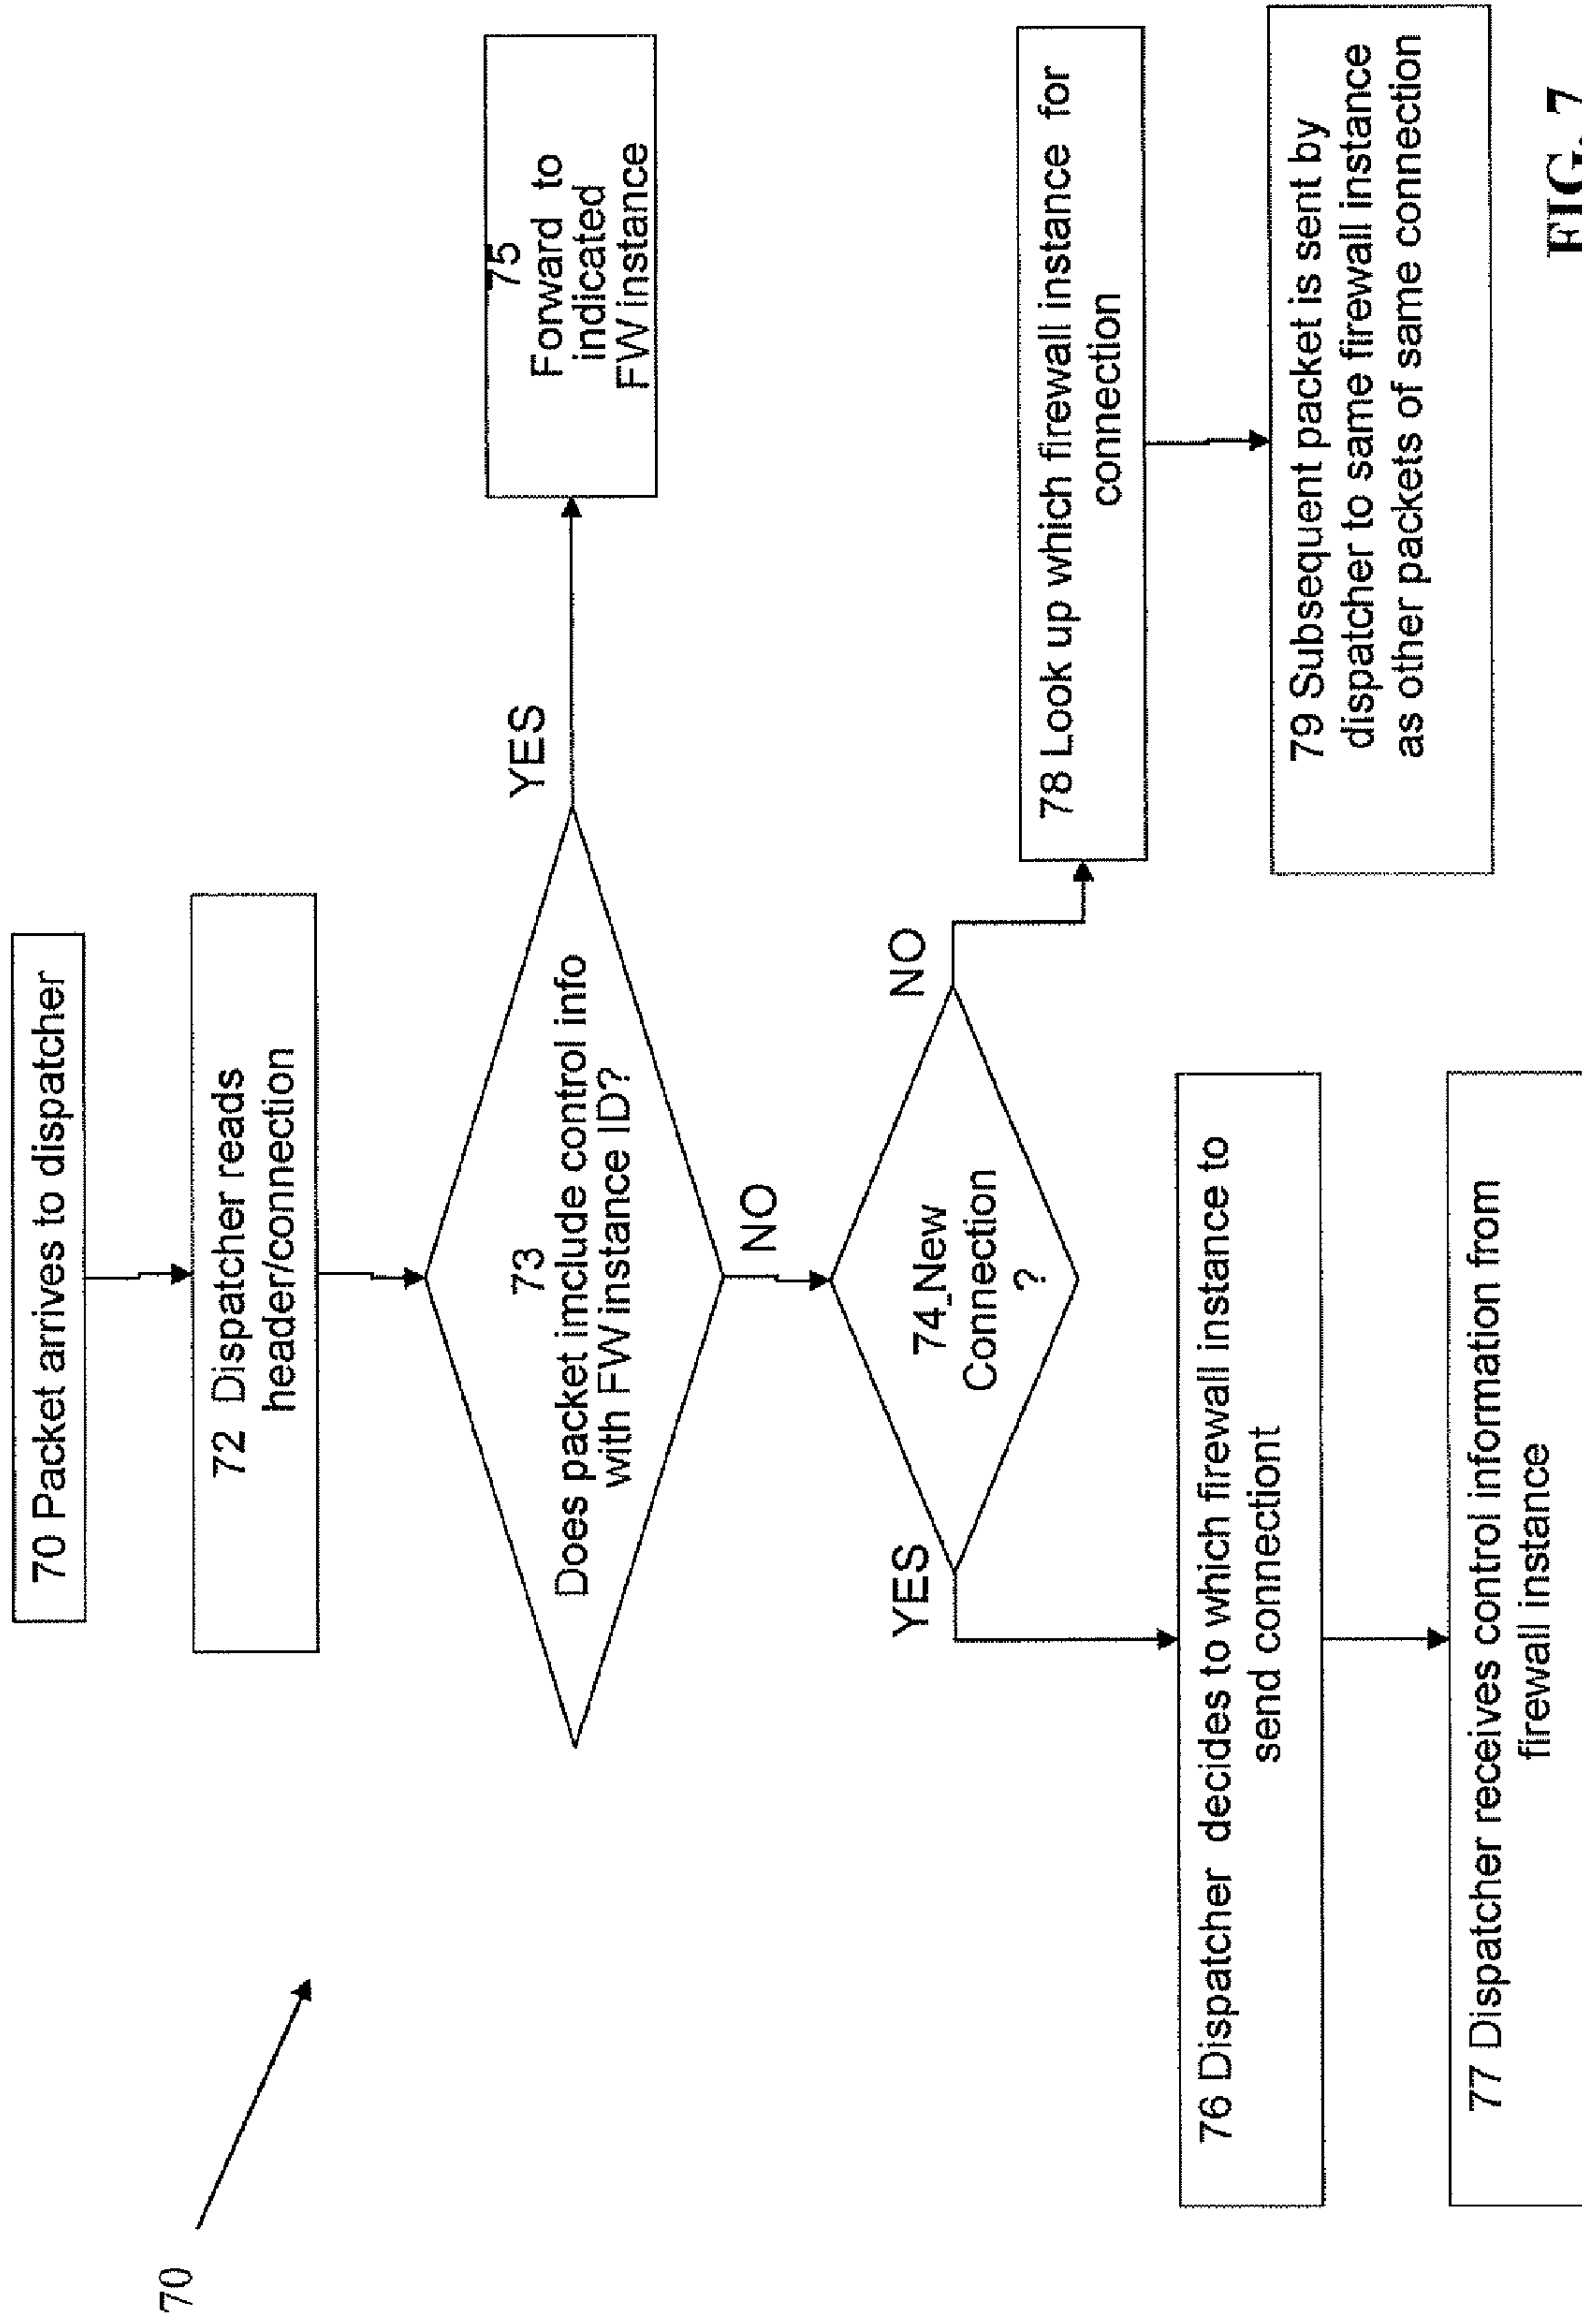 70
70 Packet arrives to dispatcher
72 Dispatcher reads
header/connection
73
Does packet imclude control info
with FW instance ID?
YES
75
Forward to
indicated
FW instance
NO
74 New
Connection
?
YES
NO
76 Dispatcher decides to which firewall instance to
send connectiont
77 Dispatcher receives control information from
firewall instance
78 Look up which firewall instance for
connection
79 Subsequent packet is sent by
dispatcher to same firewall instance
as other packets of same connection
FIG. 7